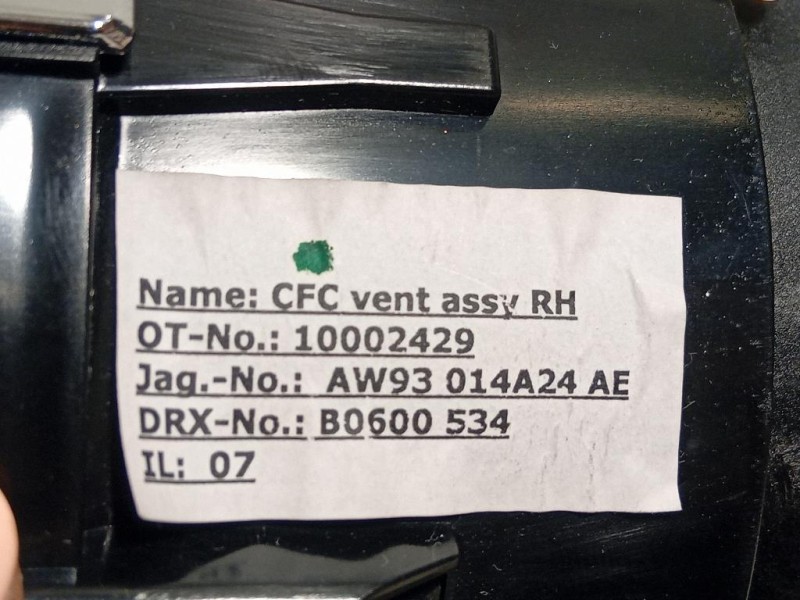 Name: CFC vent assy RH
OT-No.: 10002429
Jag.-No.: AW93 014A24 AE
DRX-No.: B0600 534
IL: 07